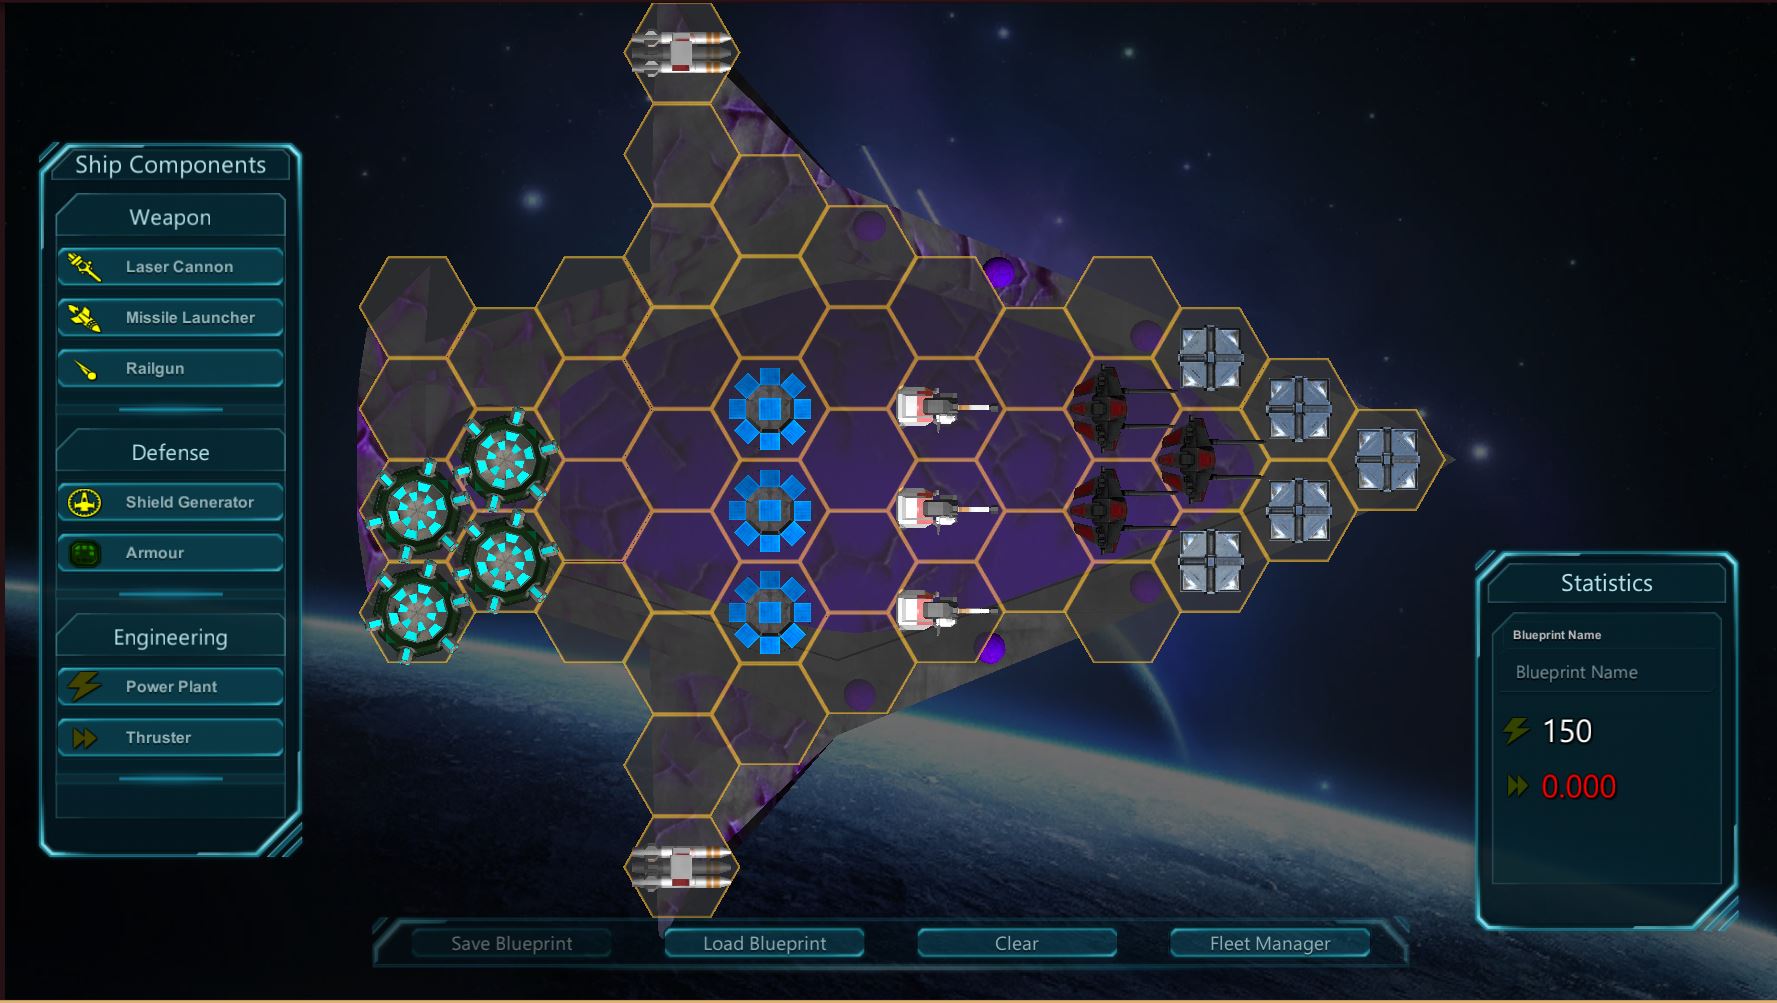 Ship Components
Weapon
Laser Cannon
Missile Launcher
Railgun
Defense
Shield Generator
Armour
Engineering
Power Plant
Thruster
Statistics
Blueprint Name
Blueprint Name
150
0.000
Save Blueprint
Load Blueprint
Clear
Fleet Manager